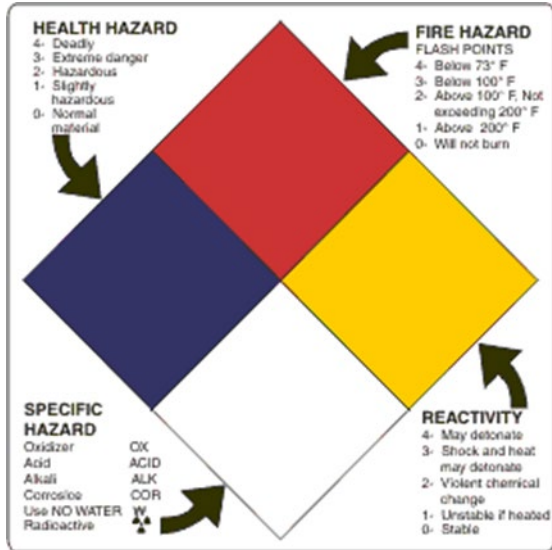 HEALTH HAZARD
4- Deadly
3- Extreme danger
2- Hazardous
1- Slightly
hazardous
0- Normal
material
FIRE HAZARD
FLASH POINTS
4- Below 73° F
3- Below 100° F
2- Above 100° F, Not
exceeding 200° F
1- Above 200° F
0- Will not burn
SPECIFIC
HAZARD
Oxidizer OX
Acid ACID
Alkali ALK
Corrosice COR
Use NO WATER W
Radioactive
REACTIVITY
4- May detonate
3- Shock and heat
may detonate
2- Violent chemical
change
1- Unstable if heated
0- Stable